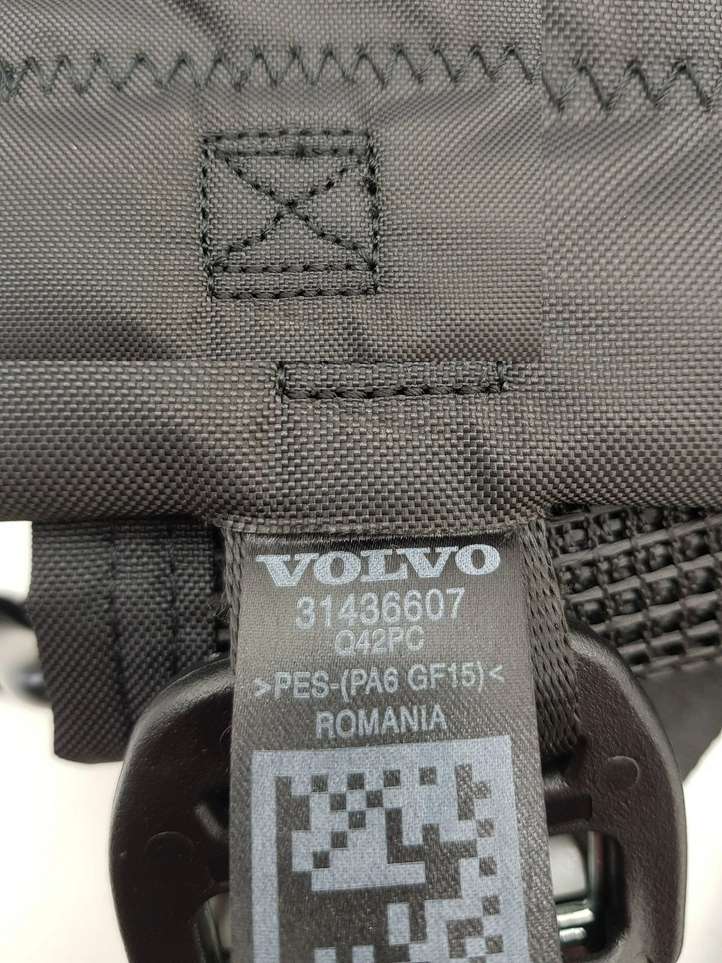 VOLVO
31436607
Q42PC
>PES-(PA6 GF15)<
ROMANIA